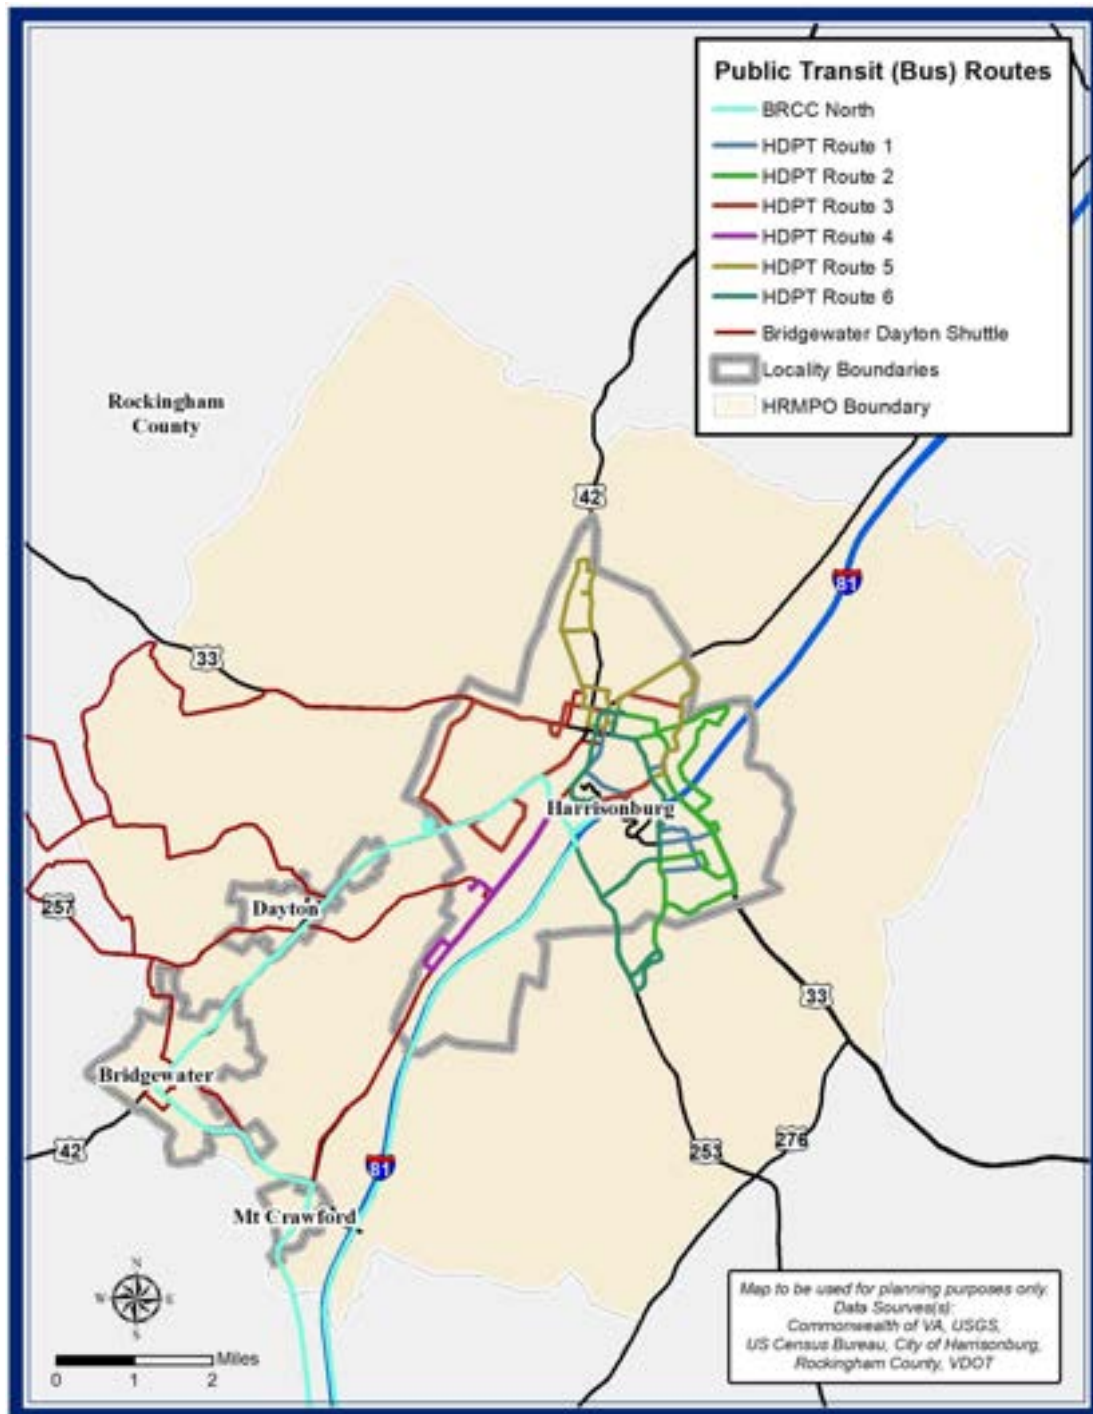 Public Transit (Bus) Routes
BRCC North
HDPT Route 1
HDPT Route 2
HDPT Route 3
HDPT Route 4
HDPT Route 5
HDPT Route 6
Bridgewater Dayton Shuttle
Locality Boundaries
HRMPO Boundary
Rockingham
County
42
81
33
Harrisonburg
Dayton
257
33
Bridgewater
42
253
276
81
Mt Crawford
N
W E
S
Miles
0 1 2
Map to be used for planning purposes only.
Data Sourves(s):
Commonwealth of VA, USGS,
US Census Bureau, City of Harrisonburg,
Rockingham County, VDOT